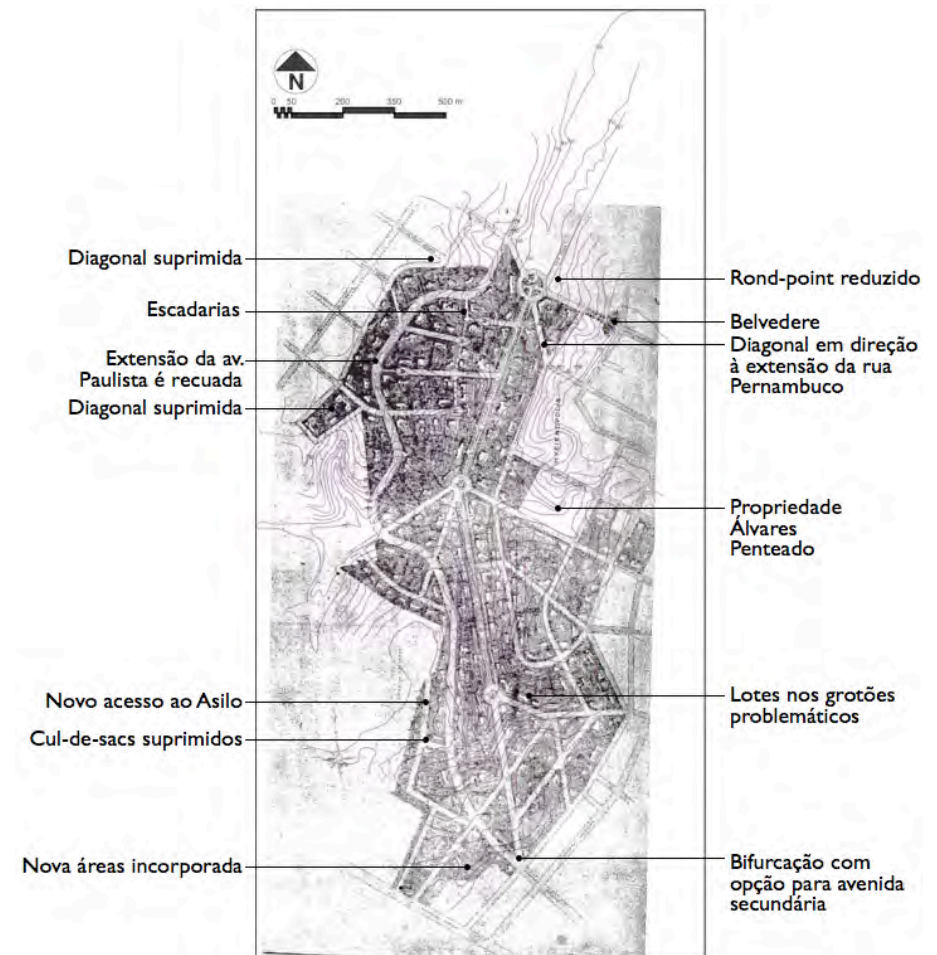 N
0 50 200 350 500 m
Diagonal suprimida
Escadarias
Extensão da av.
Paulista é recuada
Diagonal suprimida
Novo acesso ao Asilo
Cul-de-sacs suprimidos
Nova áreas incorporada
Rond-point reduzido
Belvedere
Diagonal em direção
à extensão da rua
Pernambuco
Propriedade
Álvares
Penteado
Lotes nos grotões
problemáticos
Bifurcação com
opção para avenida
secundária